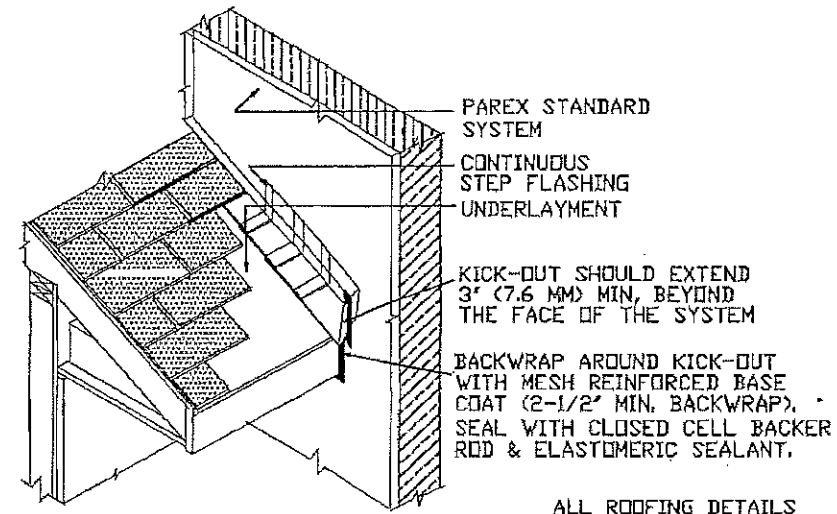 PAREX STANDARD
SYSTEM
CONTINUOUS
STEP FLASHING
UNDERLAYMENT
KICK-OUT SHOULD EXTEND
3" (7.6 MM) MIN, BEYOND
THE FACE OF THE SYSTEM
BACKWRAP AROUND KICK-OUT
WITH MESH REINFORCED BASE
COAT (2-1/2" MIN. BACKWRAP).
SEAL WITH CLOSED CELL BACKER
ROD & ELASTOMERIC SEALANT.
ALL ROOFING DETAILS